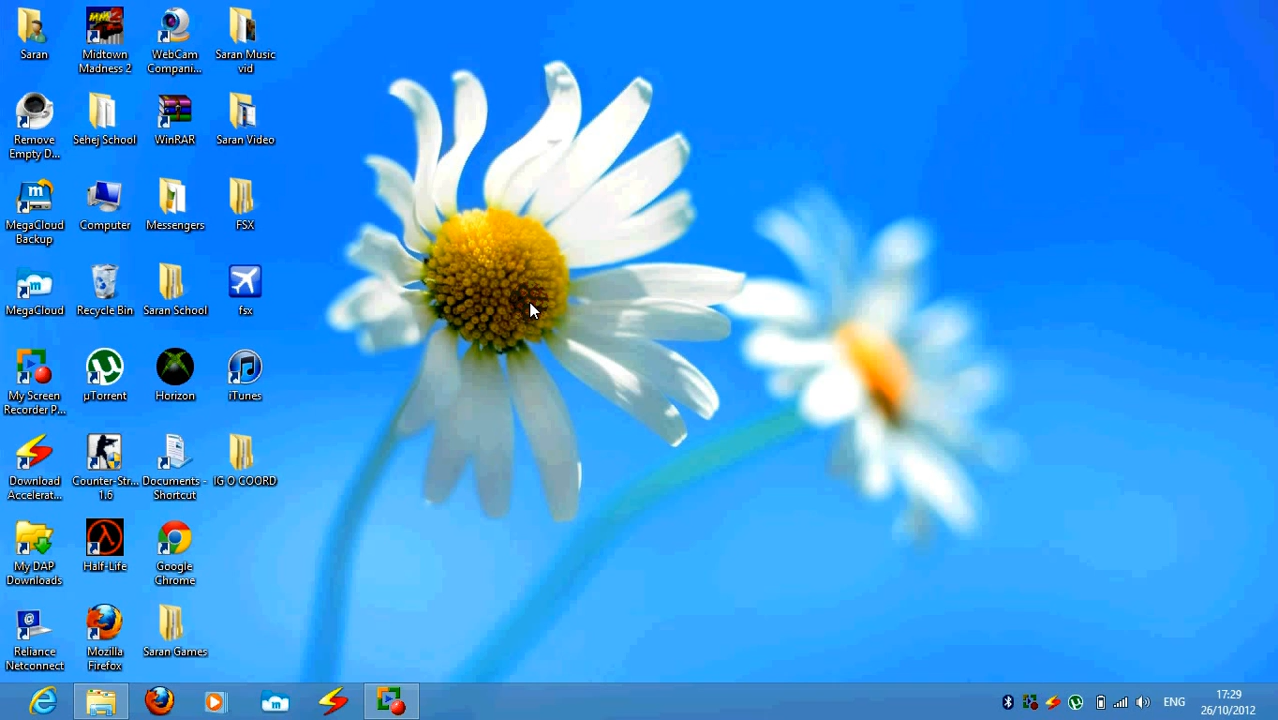 Saran
Midtown
Madness 2
WebCam
Compani...
Saran Music
vid
Remove
Empty D...
Sehej School
WinRAR
Saran Video
MegaCloud
Backup
Computer
Messengers
FSX
MegaCloud
Recycle Bin
Saran School
fsx
My Screen
Recorder P...
µTorrent
Horizon
iTunes
Download
Accelerat...
Counter-Str...
1.6
Documents -
Shortcut
IG O COORD
My DAP
Downloads
Half-Life
Google
Chrome
Reliance
Netconnect
Mozilla
Firefox
Saran Games
ENG
17:29
26/10/2012